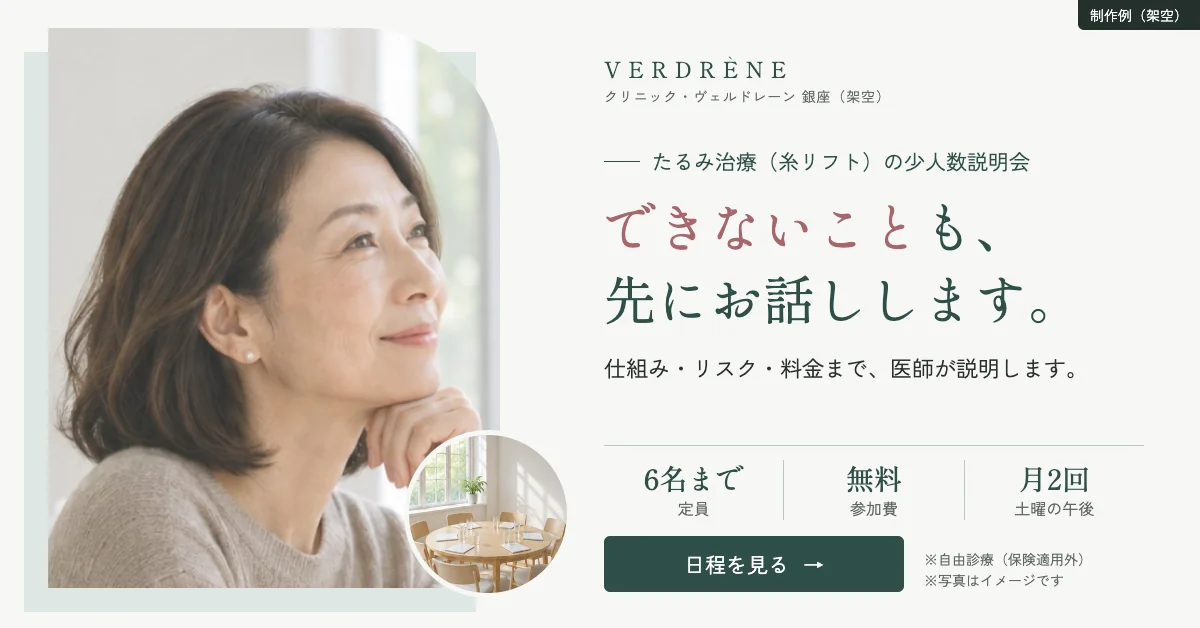 制作例（架空）
VERDRÈNE
クリニック・ヴェルドレーン 銀座（架空）
たるみ治療（糸リフト）の少人数説明会
できないことも、
先にお話しします。
仕組み・リスク・料金まで、医師が説明します。
6名まで
定員
無料
参加費
月2回
土曜の午後
日程を見る →
※自由診療（保険適用外）
※写真はイメージです